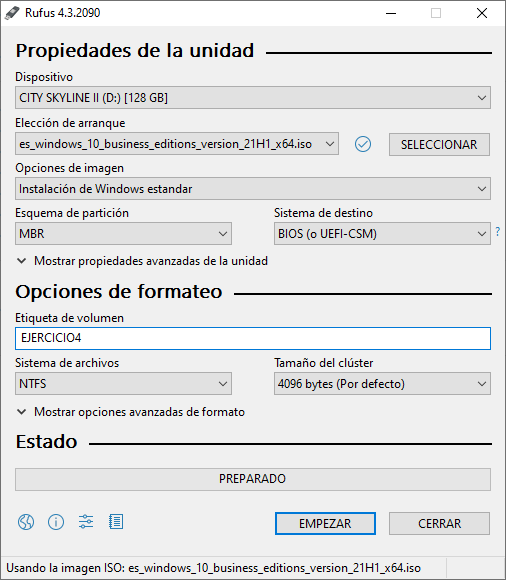 Rufus 4.3.2090
Propiedades de la unidad
Dispositivo
CITY SKYLINE II (D:) [128 GB]
Elección de arranque
es_windows_10_business_editions_version_21H1_x64.iso
SELECCIONAR
Opciones de imagen
Instalación de Windows estandar
Esquema de partición Sistema de destino
MBR BIOS (o UEFI-CSM) ?
Mostrar propiedades avanzadas de la unidad
Opciones de formateo
Etiqueta de volumen
EJERCICIO4
Sistema de archivos Tamaño del clúster
NTFS 4096 bytes (Por defecto)
Mostrar opciones avanzadas de formato
Estado
PREPARADO
EMPEZAR CERRAR
Usando la imagen ISO: es_windows_10_business_editions_version_21H1_x64.iso